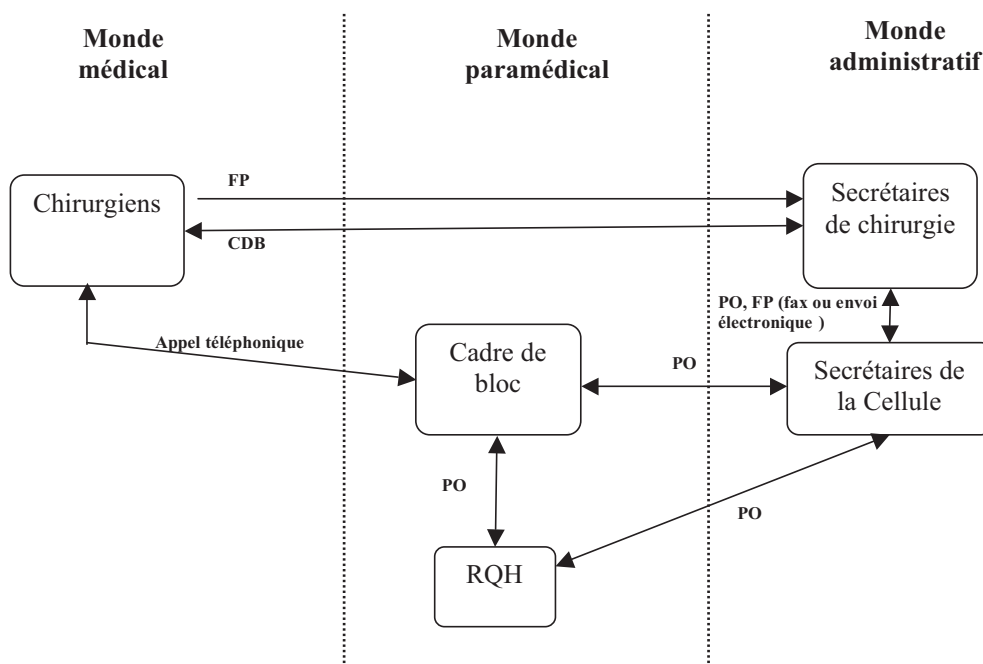 Monde
médical
Monde
paramédical
Monde
administratif
FP
Chirurgiens
Secrétaires
de chirurgie
CDB
PO, FP (fax ou envoi
électronique )
Appel téléphonique
Cadre de
bloc
PO
Secrétaires de
la Cellule
PO
PO
RQH